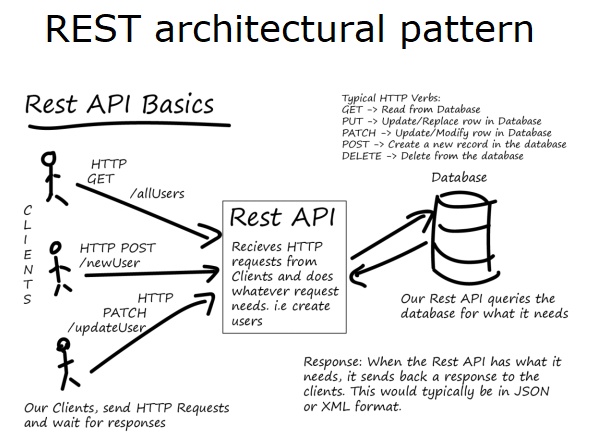 REST architectural pattern
Rest API Basics
Typical HTTP Verbs:
GET -> Read from Database
PUT -> Update/Replace row in Database
PATCH -> Update/Modify row in Database
POST -> Create a new record in the database
DELETE -> Delete from the database
CLIENTS
HTTP
GET
/allUsers
HTTP POST
/newUser
HTTP
PATCH
/updateUser
Rest API
Recieves HTTP
requests from
Clients and does
whatever request
needs. i.e create
users
Database
Our Rest API queries the
database for what it needs
Our Clients, send HTTP Requests
and wait for responses
Response: When the Rest API has what it
needs, it sends back a response to the
clients. This would typically be in JSON
or XML format.